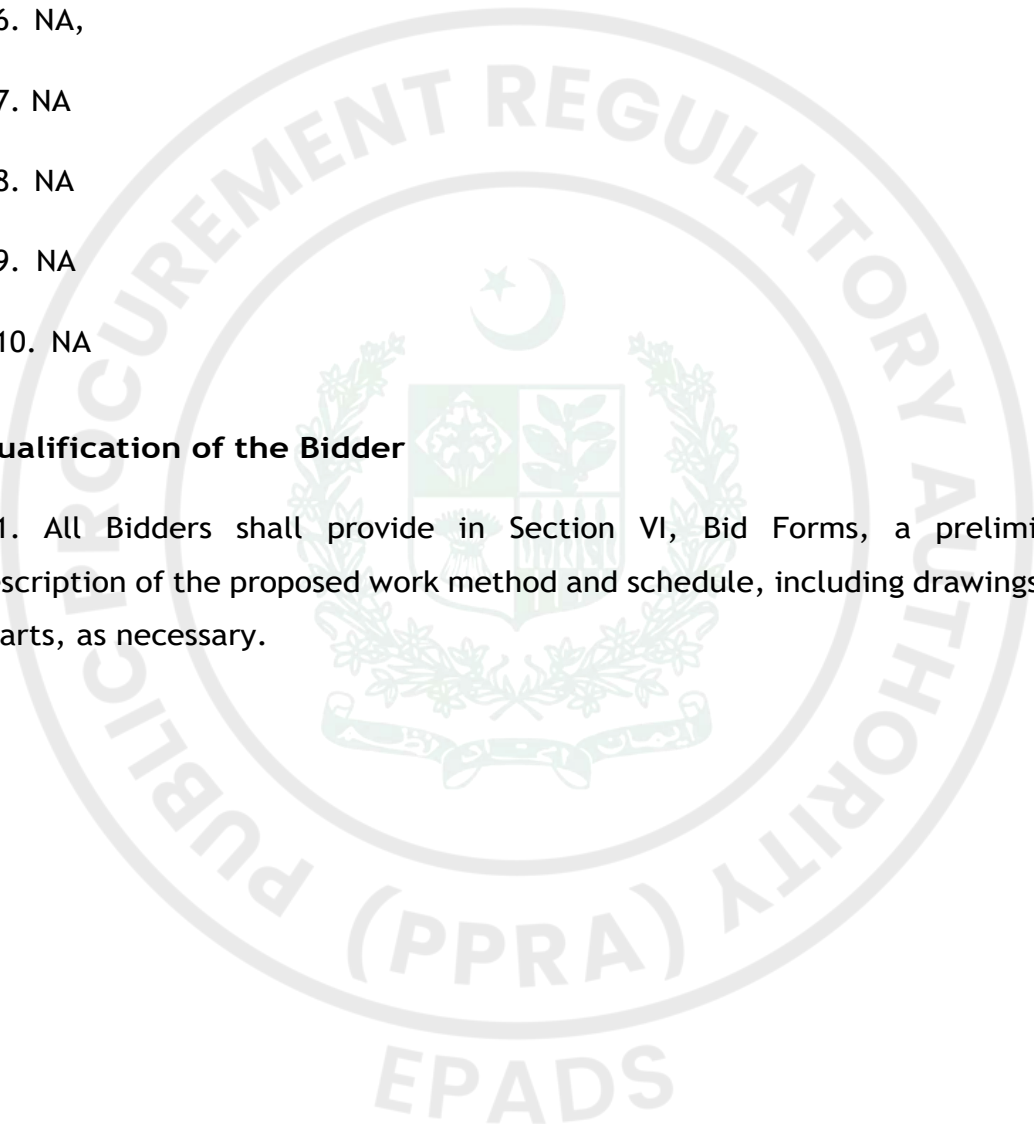 6. NA,
7. NA
8. NA
9. NA
10. NA
ualification of the Bidder
1. All Bidders shall provide in Section VI, Bid Forms, a prelimi
scription of the proposed work method and schedule, including drawings
arts, as necessary.
PUBLIC PROCUREMENT REGULATORY AUTHORITY
(PPRA)
EPADS